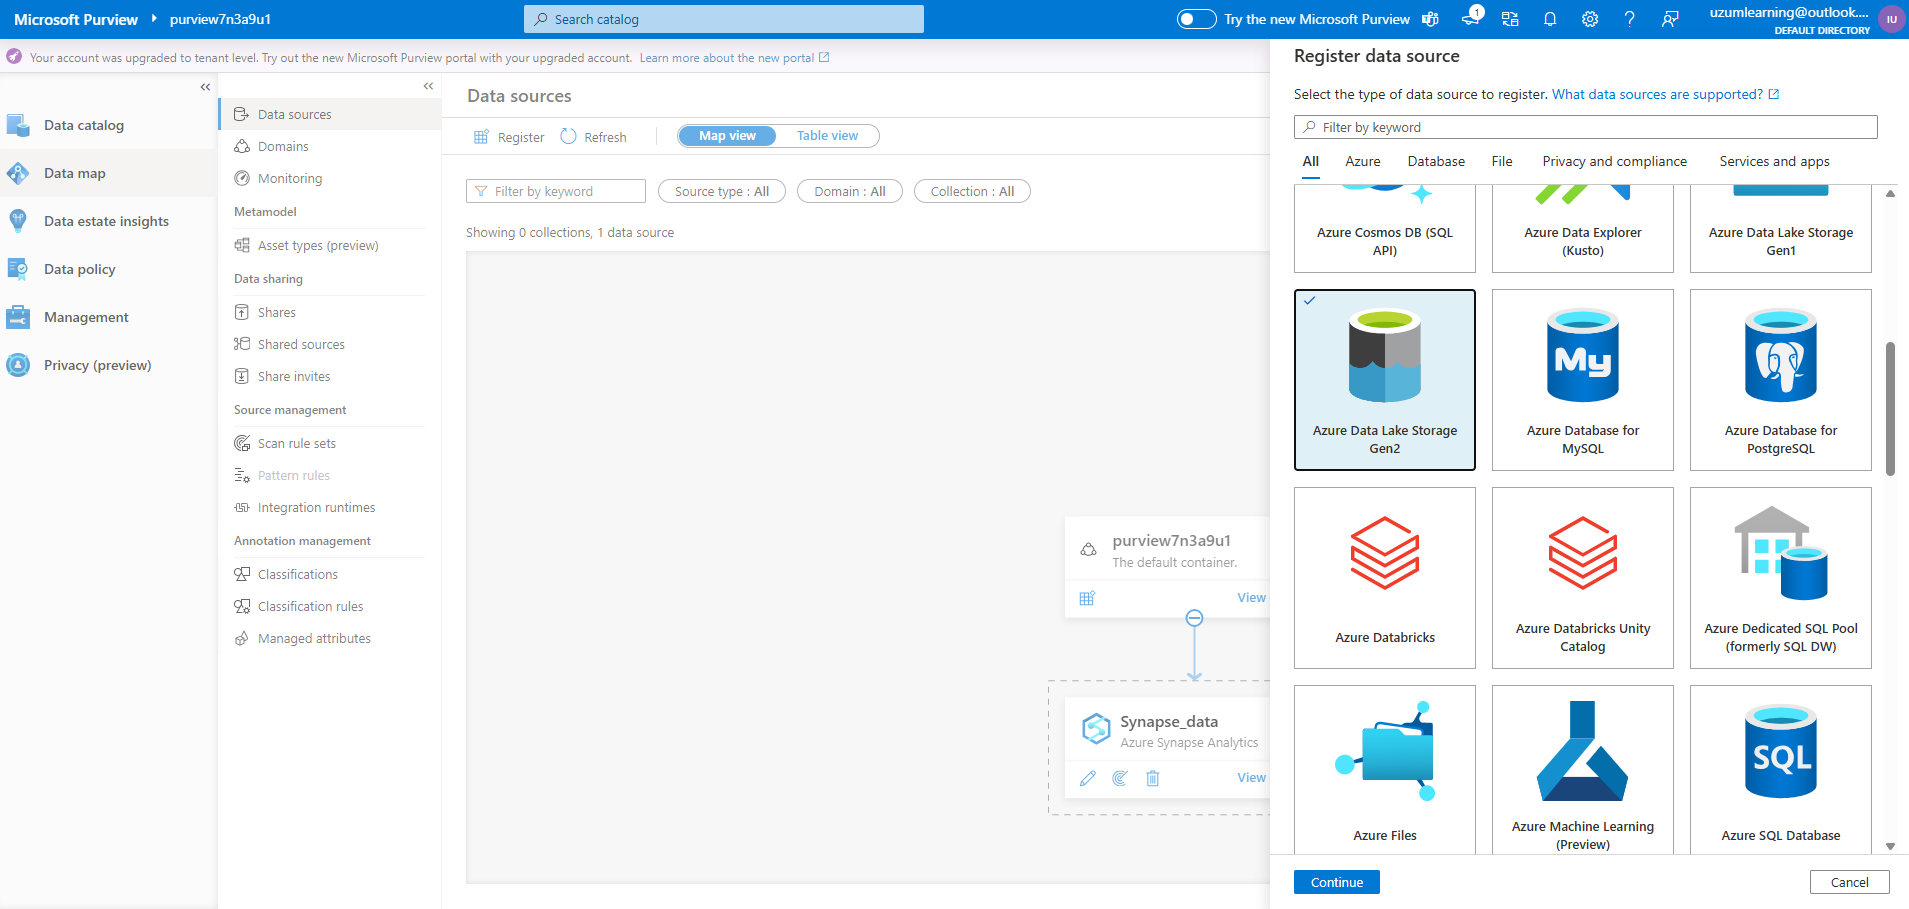 Microsoft Purview
purview7n3a9u1
Search catalog
Try the new Microsoft Purview
1
uzumlearning@outlook....
DEFAULT DIRECTORY
IU
Your account was upgraded to tenant level. Try out the new Microsoft Purview portal with your upgraded account. Learn more about the new portal
Data catalog
Data map
Data estate insights
Data policy
Management
Privacy (preview)
Data sources
Domains
Monitoring
Metamodel
Asset types (preview)
Data sharing
Shares
Shared sources
Share invites
Source management
Scan rule sets
Pattern rules
Integration runtimes
Annotation management
Classifications
Classification rules
Managed attributes
Data sources
Register
Refresh
Map view
Table view
Filter by keyword
Source type : All
Domain : All
Collection : All
Showing 0 collections, 1 data source
purview7n3a9u1
The default container.
View
Synapse_data
Azure Synapse Analytics
View
Register data source
Select the type of data source to register. What data sources are supported?
Filter by keyword
All
Azure
Database
File
Privacy and compliance
Services and apps
Azure Cosmos DB (SQL
API)
Azure Data Explorer
(Kusto)
Azure Data Lake Storage
Gen1
Azure Data Lake Storage
Gen2
My
Azure Database for
MySQL
Azure Database for
PostgreSQL
Azure Databricks
Azure Databricks Unity
Catalog
Azure Dedicated SQL Pool
(formerly SQL DW)
Azure Files
Azure Machine Learning
(Preview)
SQL
Azure SQL Database
Continue
Cancel